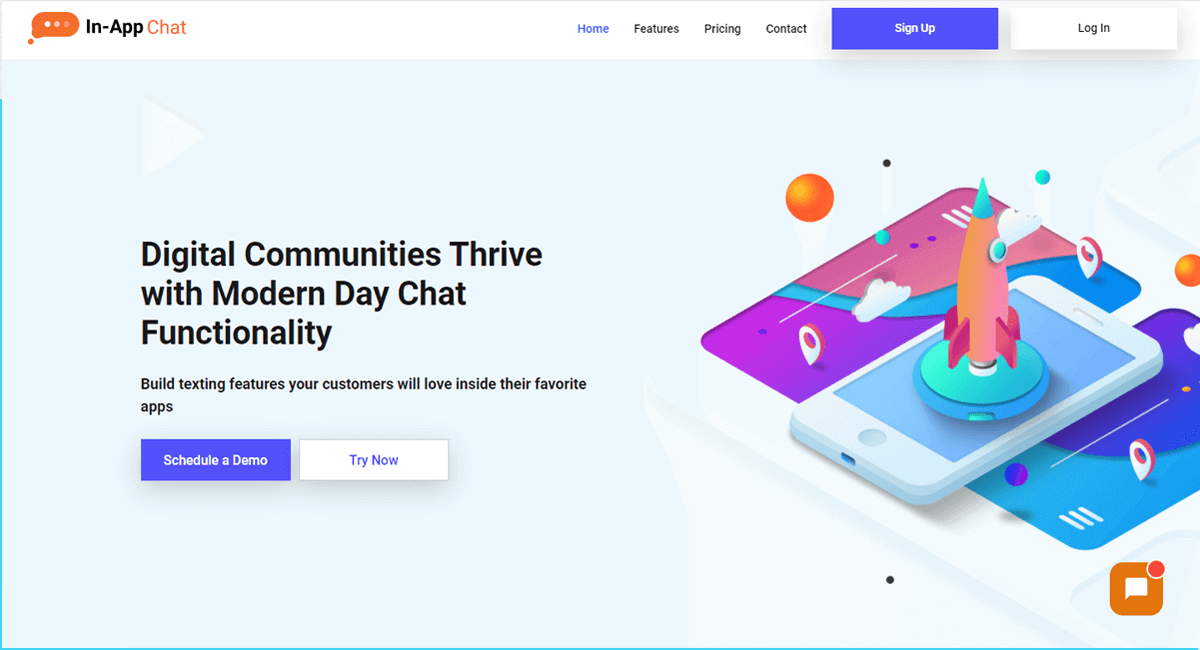 In-App Chat
Home Features Pricing Contact Sign Up Log In
Digital Communities Thrive
with Modern Day Chat
Functionality
Build texting features your customers will love inside their favorite
apps
Schedule a Demo Try Now